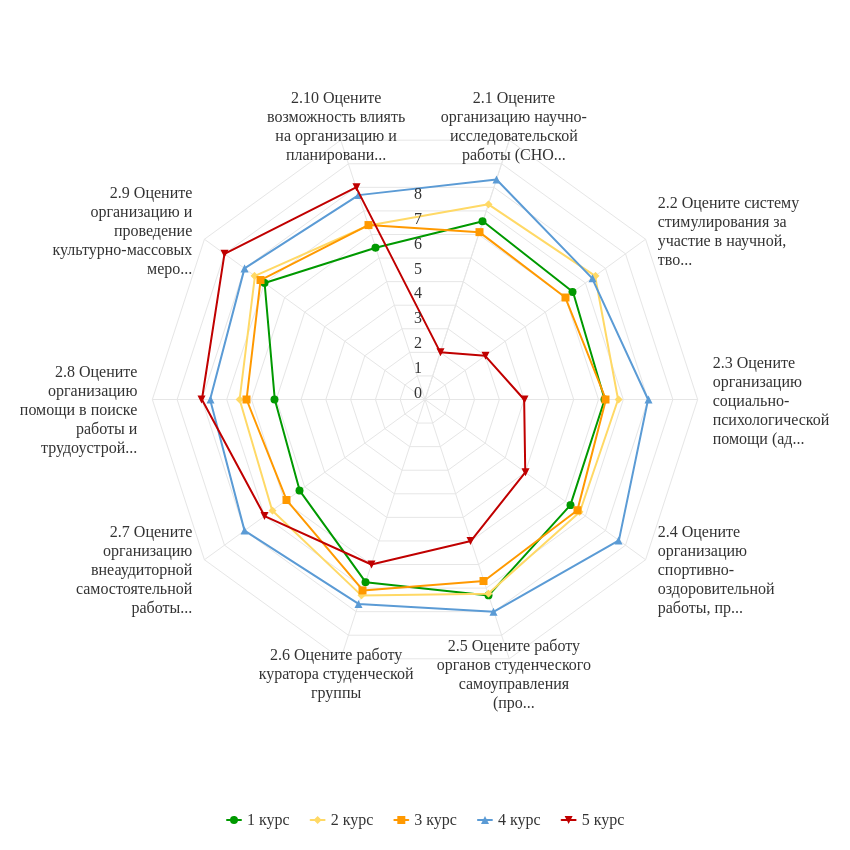 2.10 Оцените
возможность влиять
на организацию и
планировани...
2.1 Оцените
организацию научно-
исследовательской
работы (СНО...
2.2 Оцените систему
стимулирования за
участие в научной,
тво...
2.3 Оцените
организацию
социально-
психологической
помощи (ад...
2.4 Оцените
организацию
спортивно-
оздоровительной
работы, пр...
2.5 Оцените работу
органов студенческого
самоуправления
(про...
2.6 Оцените работу
куратора студенческой
группы
2.7 Оцените
организацию
внеаудиторной
самостоятельной
работы...
2.8 Оцените
организацию
помощи в поиске
работы и
трудоустрой...
2.9 Оцените
организацию и
проведение
культурно-массовых
меро...
8
7
6
5
4
3
2
1
0
1 курс 2 курс 3 курс 4 курс 5 курс